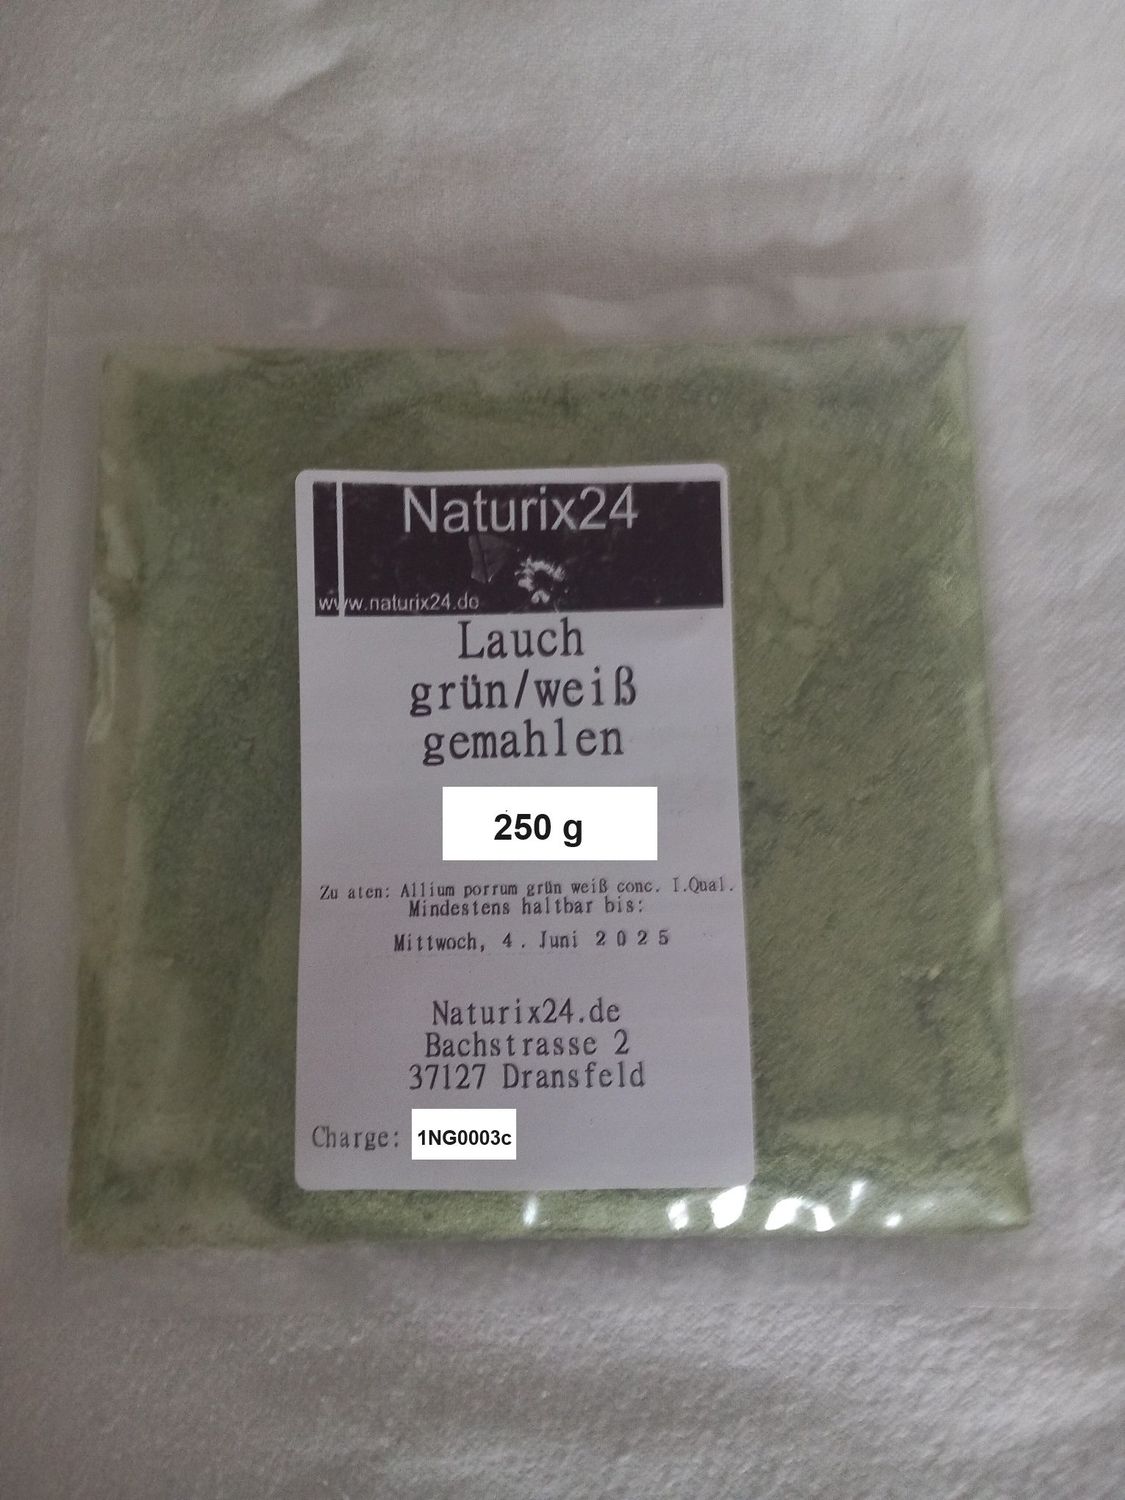 Naturix24
www.naturix24.de
Lauch
grün/weiß
gemahlen
250 g
Zu aten: Allium porrum grün weiß conc. I.Qual.
Mindestens haltbar bis:
Mittwoch, 4. Juni 2025
Naturix24.de
Bachstrasse 2
37127 Dransfeld
Charge: 1NG0003c